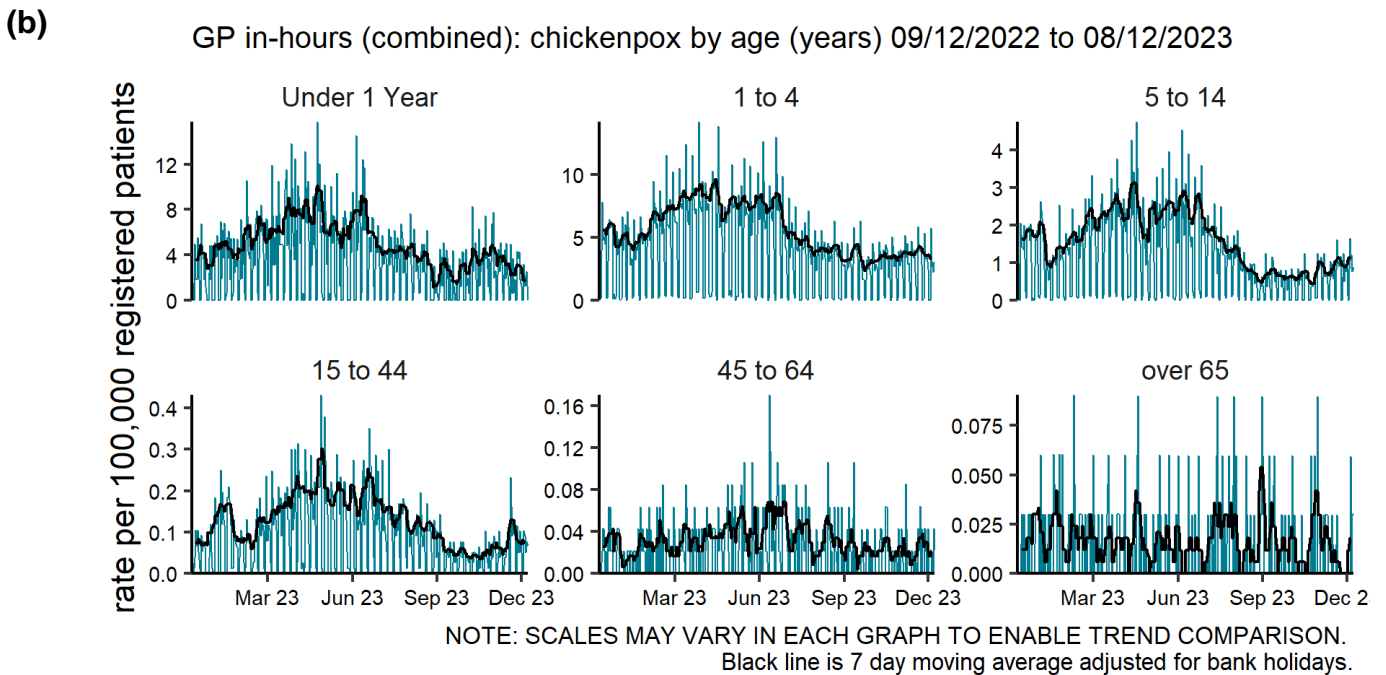 (b)
GP in-hours (combined): chickenpox by age (years) 09/12/2022 to 08/12/2023
rate per 100,000 registered patients
Under 1 Year
1 to 4
5 to 14
12
8
4
0
10
5
0
4
3
2
1
0
15 to 44
45 to 64
over 65
0.4
0.3
0.2
0.1
0.0
0.16
0.12
0.08
0.04
0.00
0.075
0.050
0.025
0.000
Mar 23 Jun 23 Sep 23 Dec 23
Mar 23 Jun 23 Sep 23 Dec 23
Mar 23 Jun 23 Sep 23 Dec 2
NOTE: SCALES MAY VARY IN EACH GRAPH TO ENABLE TREND COMPARISON.
Black line is 7 day moving average adjusted for bank holidays.